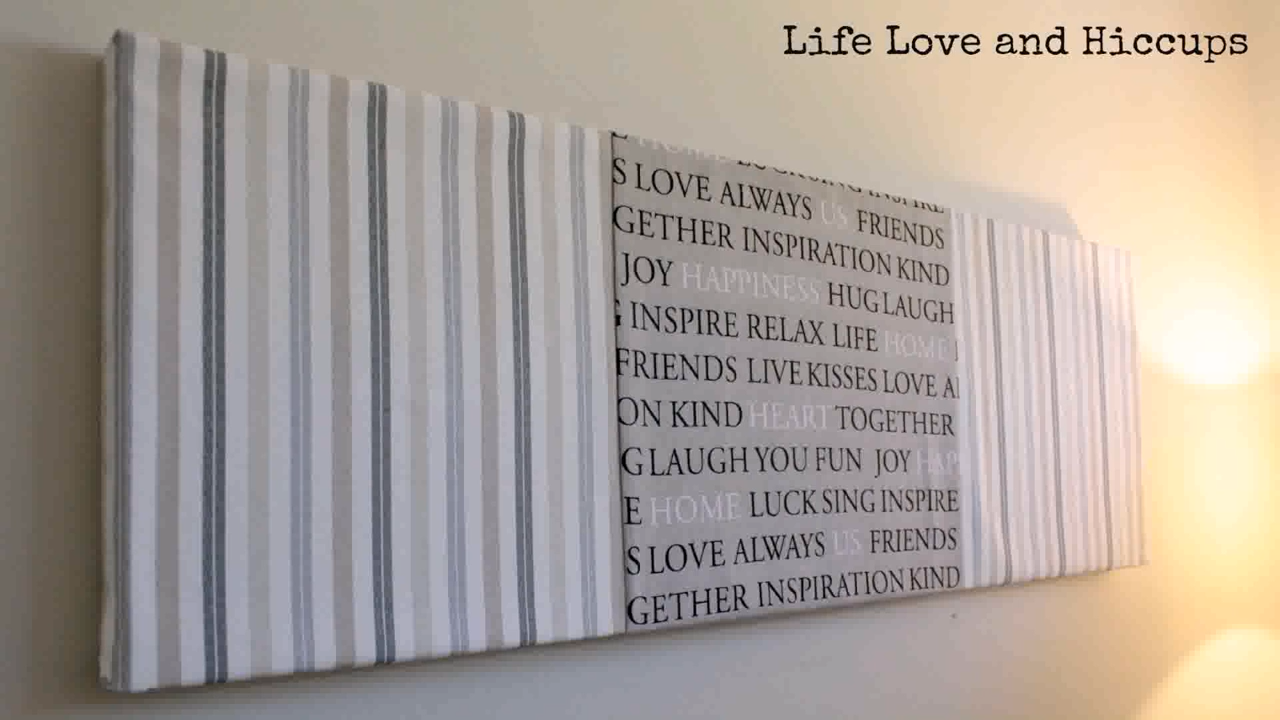 Life Love and Hiccups
S LOVE ALWAYS US FRIENDS
GETHER INSPIRATION KIND
JOY HAPPINESS HUG LAUGH
INSPIRE RELAX LIFE HOME
FRIENDS LIVE KISSES LOVE A
ON KIND HEART TOGETHER
G LAUGH YOU FUN JOY HAP
E HOME LUCK SING INSPIRE
S LOVE ALWAYS US FRIENDS
GETHER INSPIRATION KIND